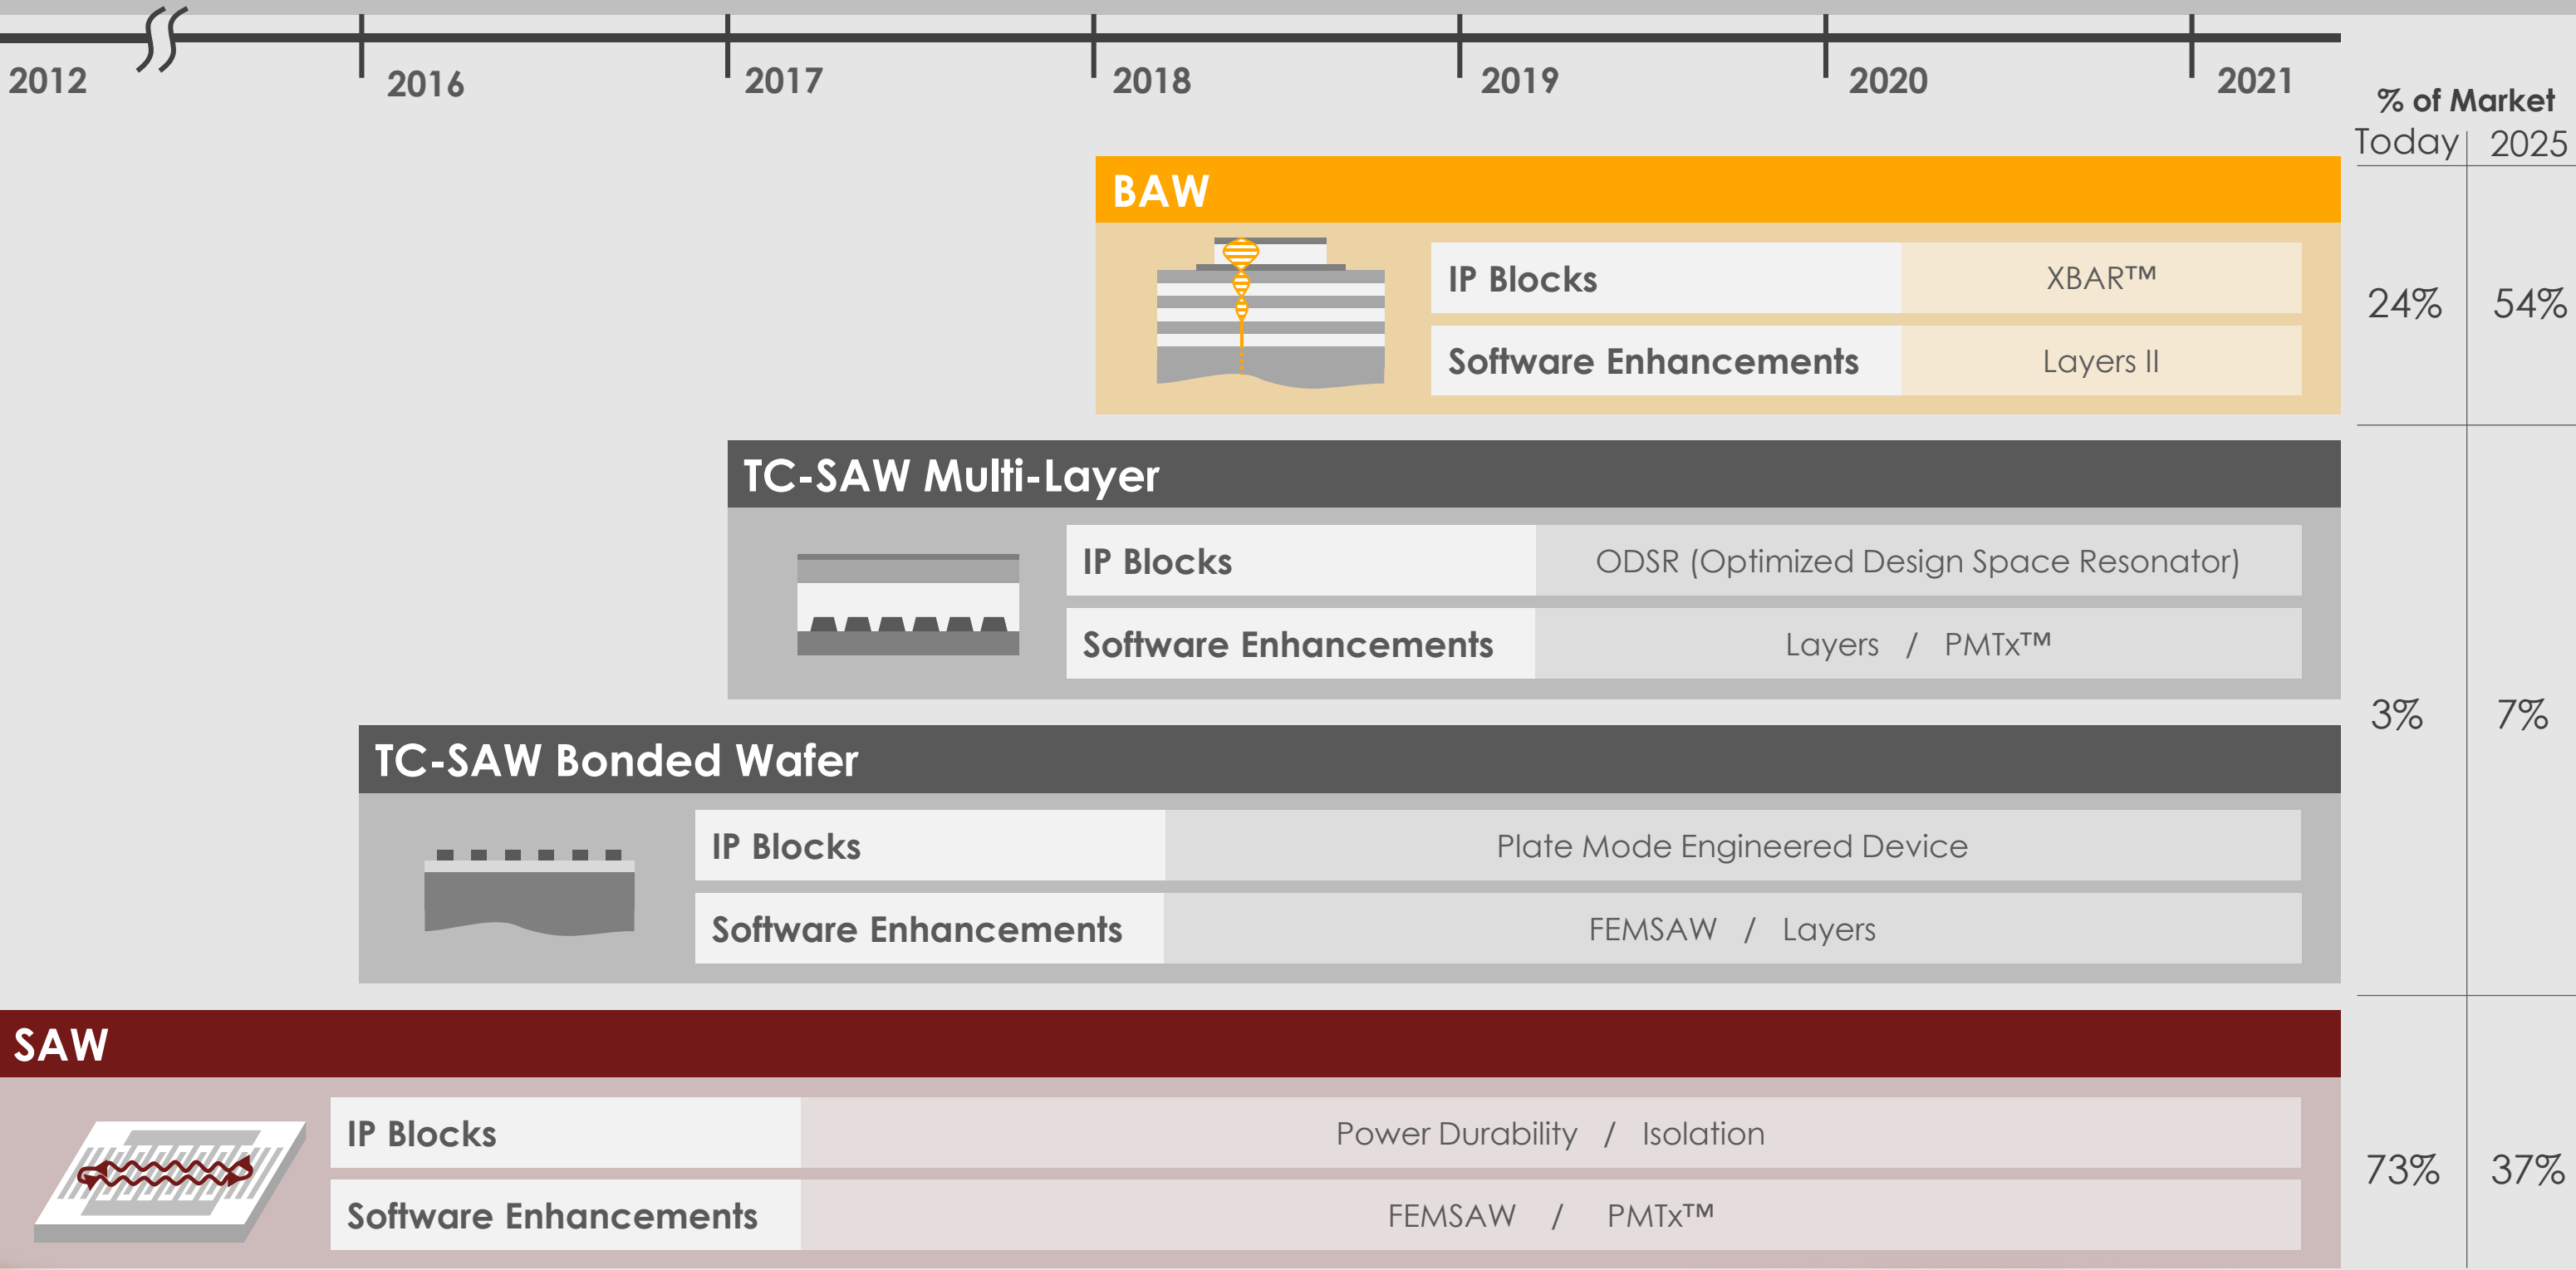 2012 2016 2017 2018 2019 2020 2021
% of Market
Today 2025
BAW
IP Blocks XBAR™
24% 54%
Software Enhancements Layers II
TC-SAW Multi-Layer
IP Blocks ODSR (Optimized Design Space Resonator)
Software Enhancements Layers / PMTx™
3% 7%
TC-SAW Bonded Wafer
IP Blocks Plate Mode Engineered Device
Software Enhancements FEMSAW / Layers
SAW
IP Blocks Power Durability / Isolation
73% 37%
Software Enhancements FEMSAW / PMTx™